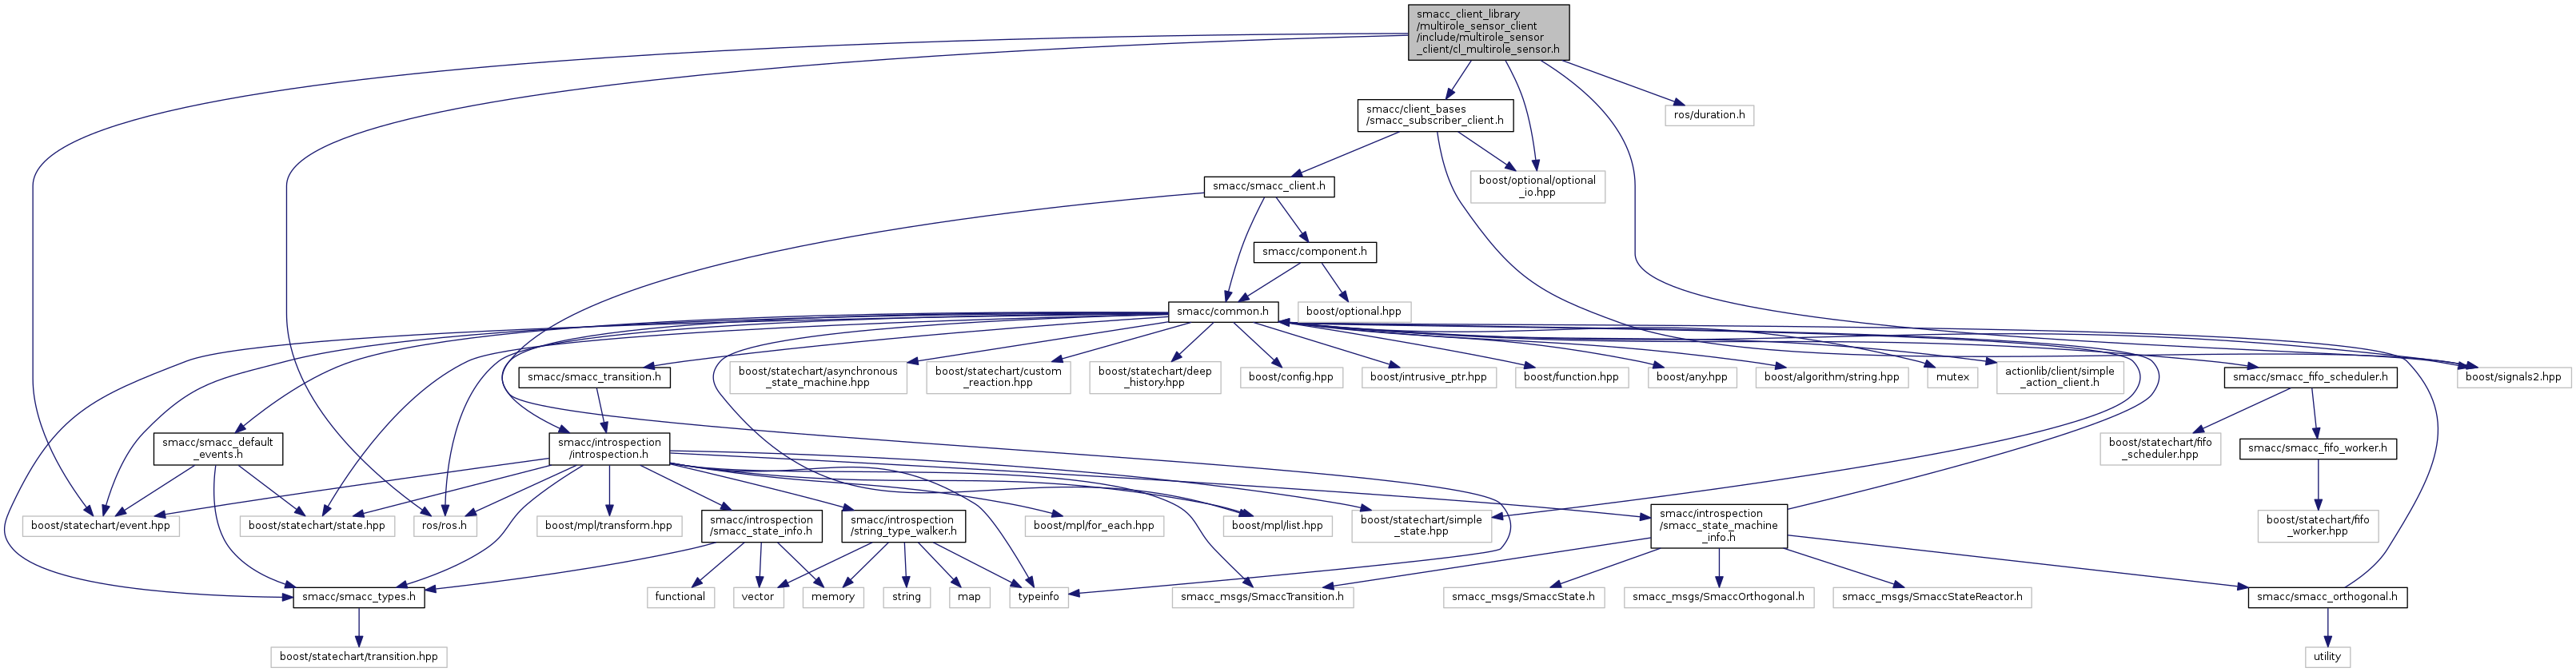 smacc_client_library
/multirole_sensor_client
/include/multirole_sensor
_client/cl_multirole_sensor.h
smacc/client_bases
/smacc_subscriber_client.h
ros/duration.h
smacc/smacc_client.h
boost/optional/optional
_io.hpp
smacc/component.h
smacc/common.h
boost/optional.hpp
smacc/smacc_transition.h
boost/statechart/asynchronous
_state_machine.hpp
boost/statechart/custom
_reaction.hpp
boost/statechart/deep
_history.hpp
boost/config.hpp
boost/intrusive_ptr.hpp
boost/function.hpp
boost/any.hpp
boost/algorithm/string.hpp
mutex
actionlib/client/simple
_action_client.h
smacc/smacc_fifo_scheduler.h
boost/signals2.hpp
smacc/smacc_default
_events.h
smacc/introspection
/introspection.h
boost/statechart/fifo
_scheduler.hpp
smacc/smacc_fifo_worker.h
boost/statechart/event.hpp
boost/statechart/state.hpp
ros/ros.h
boost/mpl/transform.hpp
smacc/introspection
/smacc_state_info.h
smacc/introspection
/string_type_walker.h
boost/mpl/for_each.hpp
boost/mpl/list.hpp
boost/statechart/simple
_state.hpp
smacc/introspection
/smacc_state_machine
_info.h
boost/statechart/fifo
_worker.hpp
smacc/smacc_types.h
functional
vector
memory
string
map
typeinfo
smacc_msgs/SmaccTransition.h
smacc_msgs/SmaccState.h
smacc_msgs/SmaccOrthogonal.h
smacc_msgs/SmaccStateReactor.h
smacc/smacc_orthogonal.h
boost/statechart/transition.hpp
utility